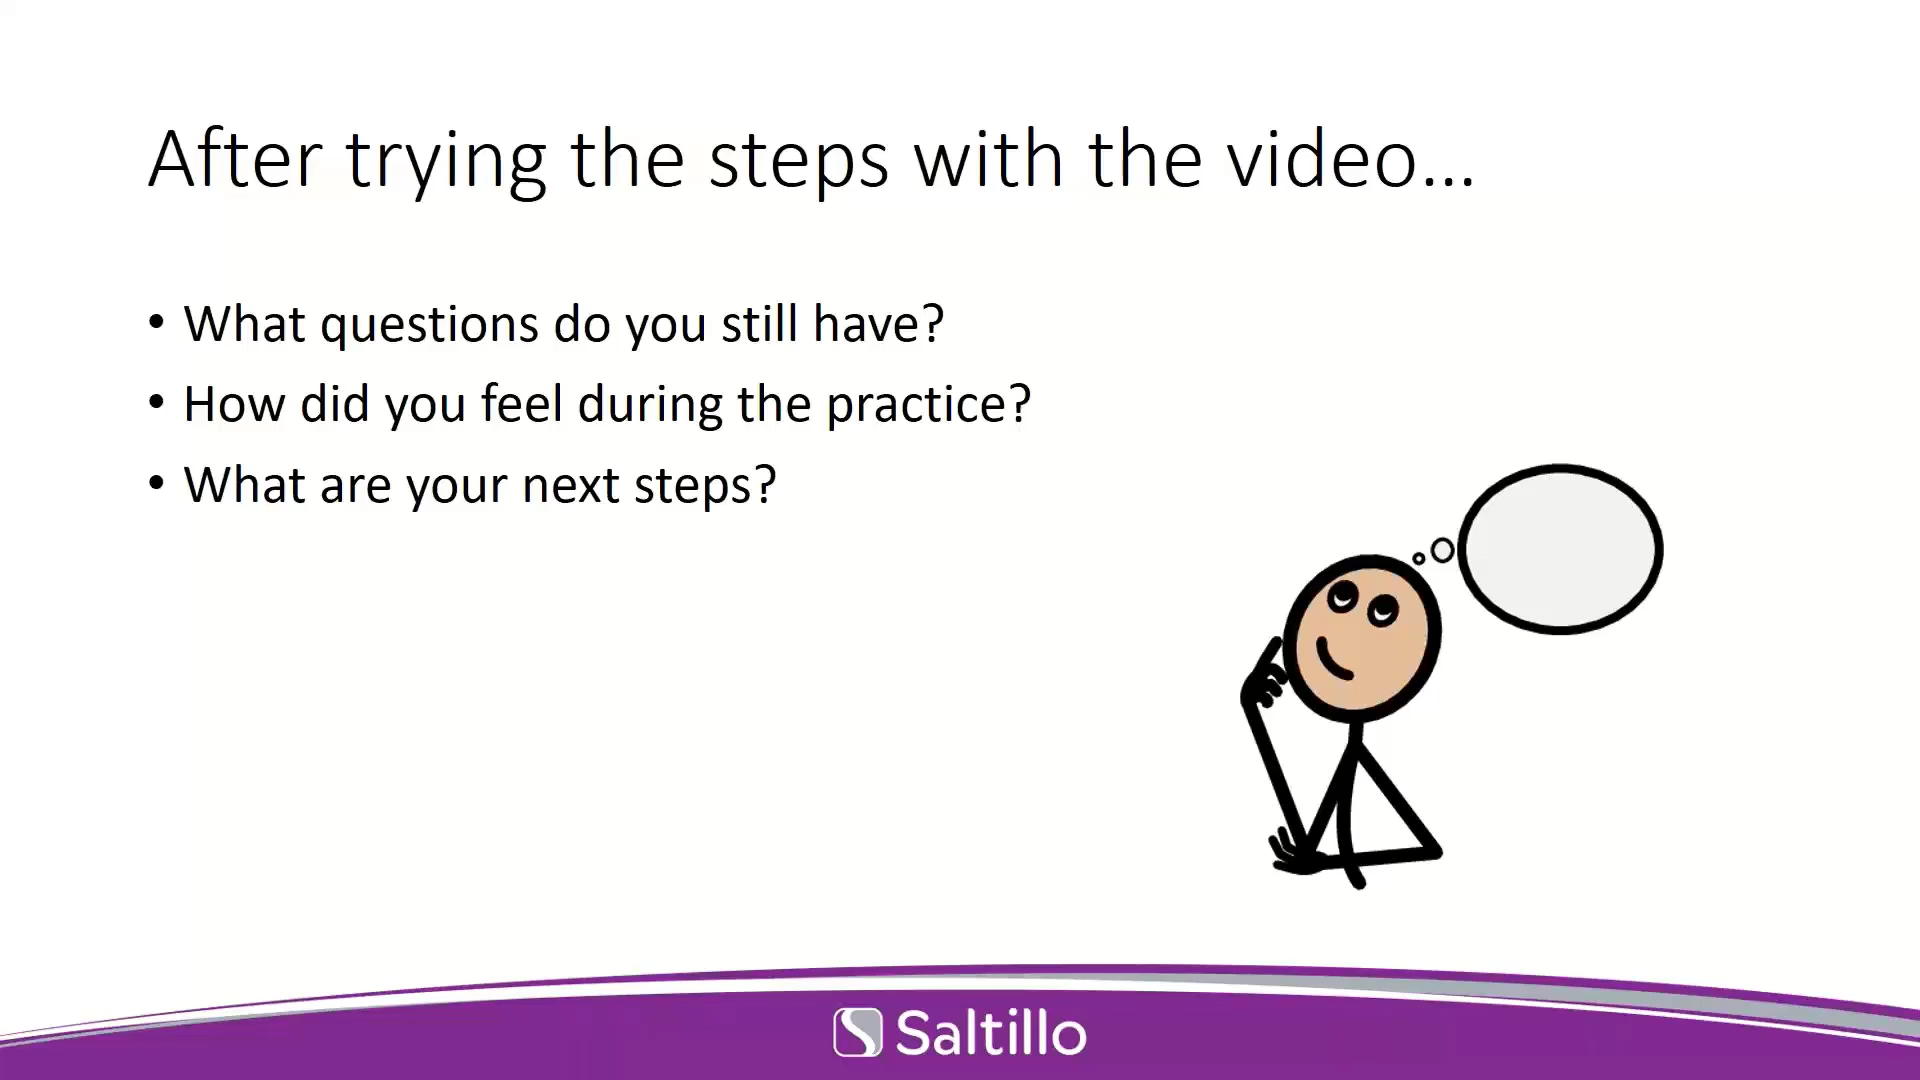 After trying the steps with the video...
• What questions do you still have?
• How did you feel during the practice?
• What are your next steps?
Saltillo